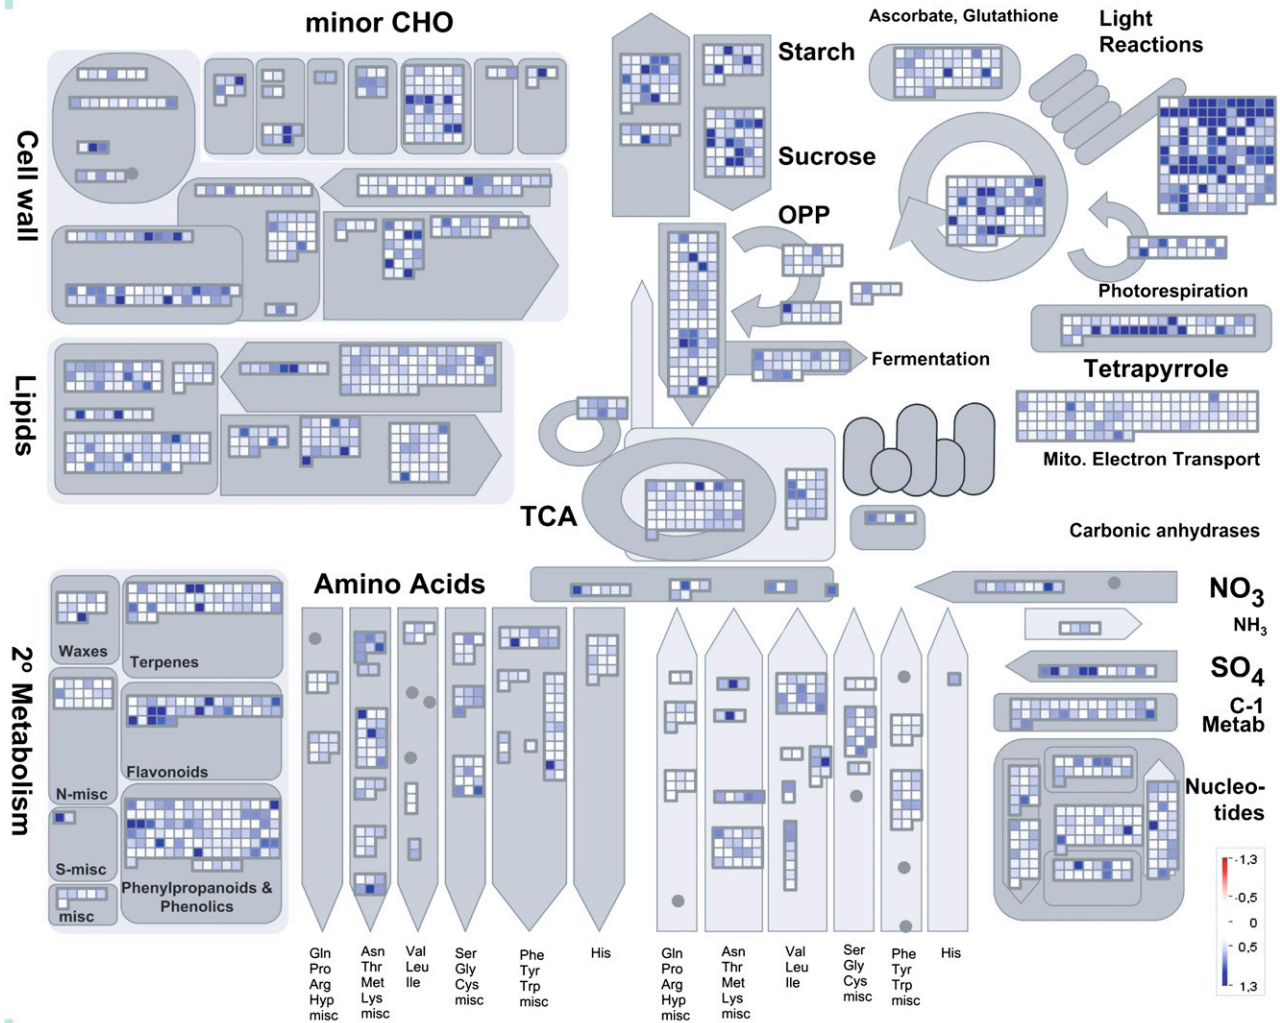 minor CHO
Ascorbate, Glutathione
Light
Reactions
Starch
Cell wall
Sucrose
OPP
Photorespiration
Fermentation
Tetrapyrrole
Lipids
Mito. Electron Transport
TCA
Carbonic anhydrases
Amino Acids
NO3
NH3
SO4
C-1
Metab
2º Metabolism
Waxes
Terpenes
N-misc
Flavonoids
S-misc
misc
Phenylpropanoids &
Phenolics
Nucleo-
tides
-1,3
-0,5
0
0,5
1,3
Gln
Pro
Arg
Hyp
misc
Asn
Thr
Met
Lys
misc
Val
Leu
Ile
Ser
Gly
Cys
misc
Phe
Tyr
Trp
misc
His
Gln
Pro
Arg
Hyp
misc
Asn
Thr
Met
Lys
misc
Val
Leu
Ile
Ser
Gly
Cys
misc
Phe
Tyr
Trp
misc
His